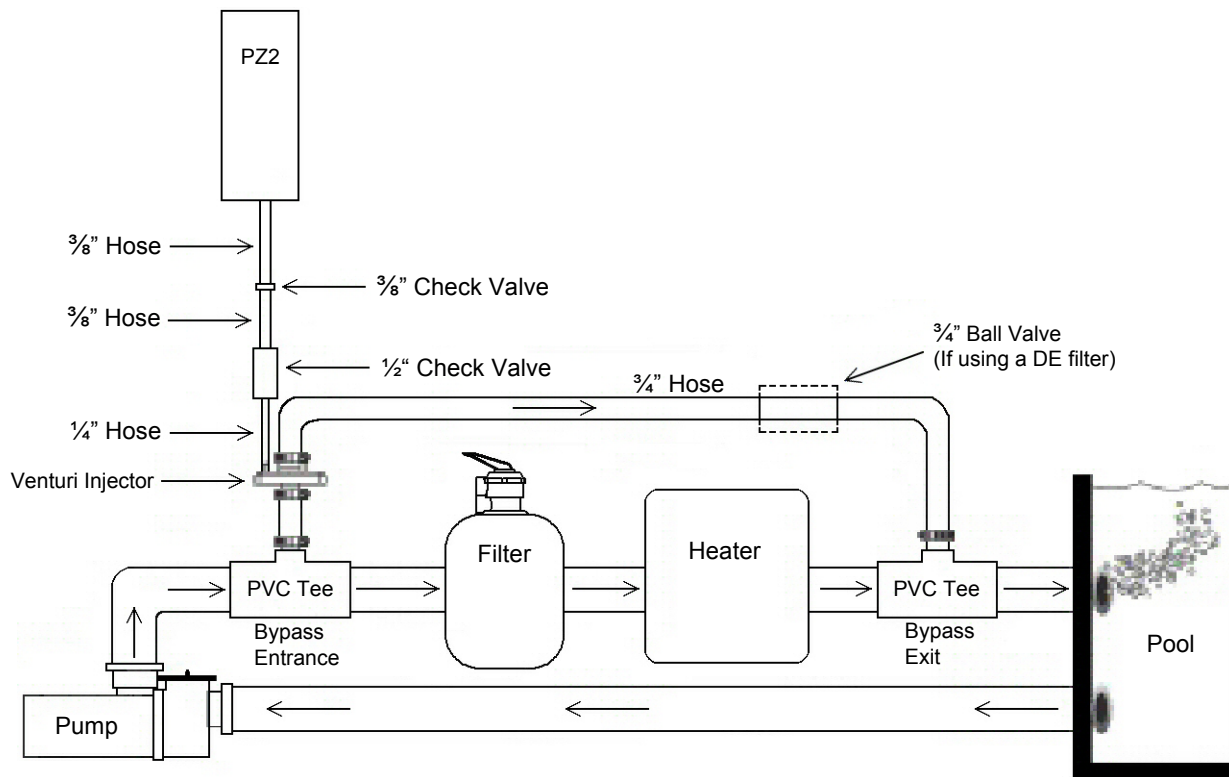 PZ2
⅜” Hose
⅜” Check Valve
⅜” Hose
½“ Check Valve
¾” Ball Valve
(If using a DE filter)
¾” Hose
¼” Hose
Venturi Injector
Filter
Heater
PVC Tee
PVC Tee
Bypass
Entrance
Bypass
Exit
Pool
Pump